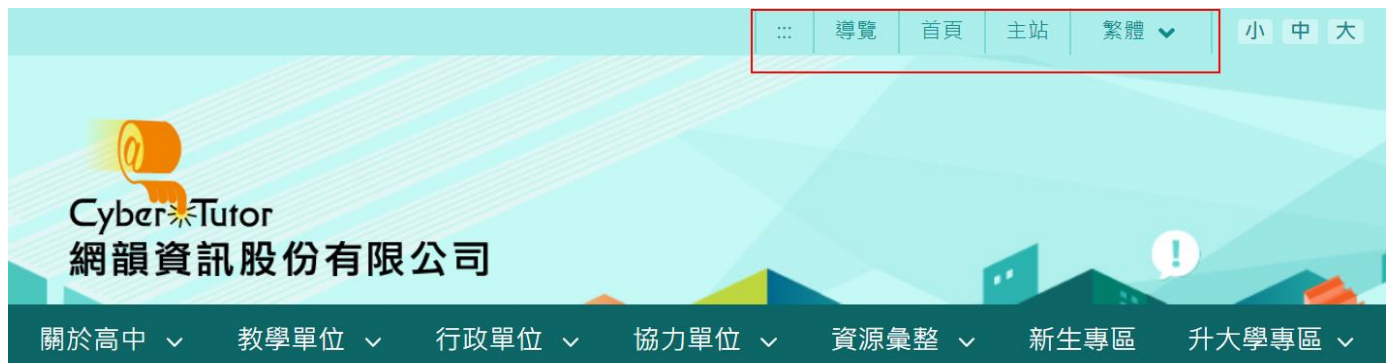 ::: 導覽 首頁 主站 繁體 小 中 大
@
Cyber Tutor
網韻資訊股份有限公司
!
關於高中 教學單位 行政單位 協力單位 資源彙整 新生專區 升大學專區